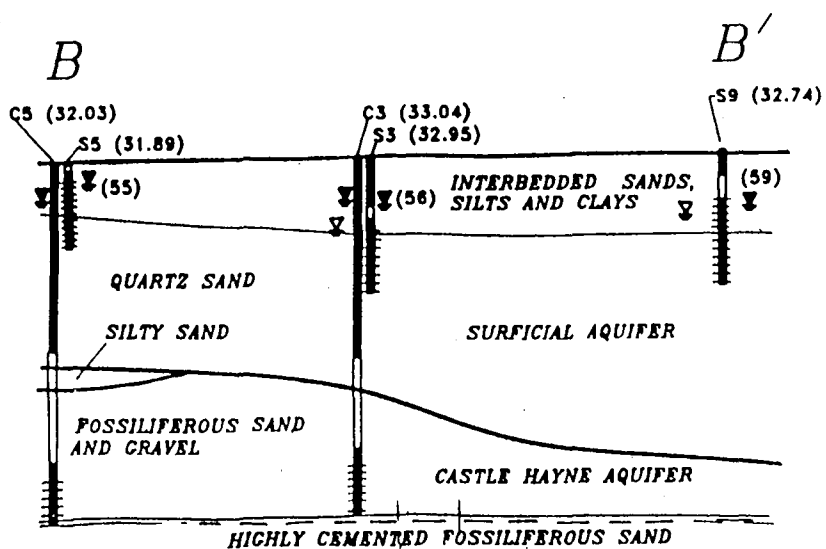 B
B′
C5 (32.03)
S5 (31.89)
C3 (33.04)
S3 (32.95)
S9 (32.74)
(55)
(56)
(59)
INTERBEDDED SANDS,
SILTS AND CLAYS
QUARTZ SAND
SILTY SAND
SURFICIAL AQUIFER
FOSSILIFEROUS SAND
AND GRAVEL
CASTLE HAYNE AQUIFER
HIGHLY CEMENTED FOSSILIFEROUS SAND